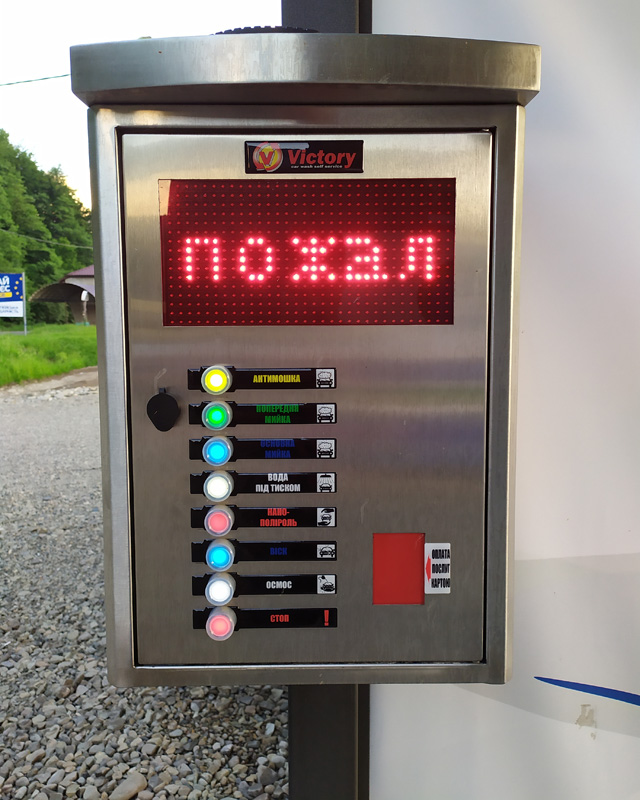 Victory
car wash self service
ПОЖАЛ
АНТИМОШКА
ПОПЕРЕДНЯ
МИЙКА
ОСНОВНА
МИЙКА
ВОДА
ПІД ТИСКОМ
НАНО-
ПОЛІРОЛЬ
ВІСК
ОСМОС
СТОП
!
ОПЛАТА
ПОСЛУГ
КАРТОЮ